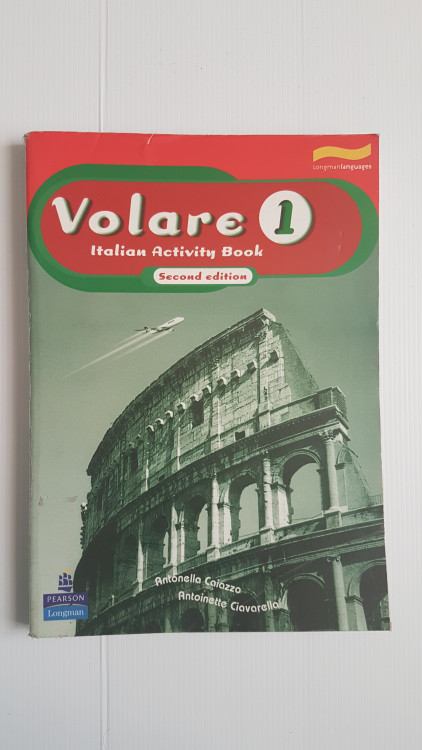 Longmanlanguages
Volare 1
Italian Activity Book
Second edition
Antonella Caiazzo
Antoinette Ciavarella
PEARSON
Longman